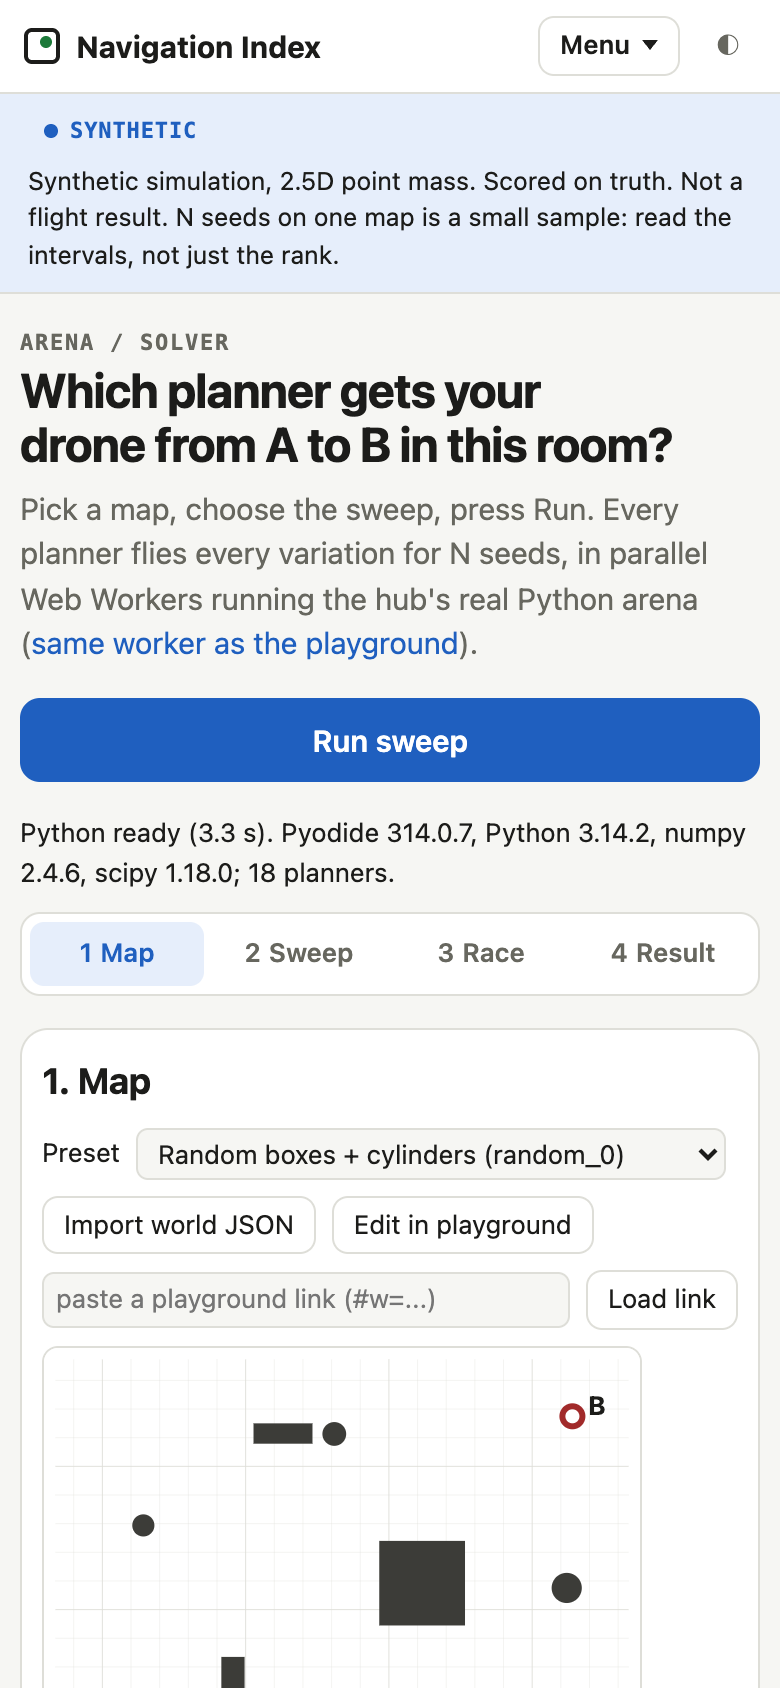 Navigation Index
Menu
SYNTHETIC
Synthetic simulation, 2.5D point mass. Scored on truth. Not a
flight result. N seeds on one map is a small sample: read the
intervals, not just the rank.
ARENA / SOLVER
Which planner gets your
drone from A to B in this room?
Pick a map, choose the sweep, press Run. Every
planner flies every variation for N seeds, in parallel
Web Workers running the hub's real Python arena
(same worker as the playground).
Run sweep
Python ready (3.3 s). Pyodide 314.0.7, Python 3.14.2, numpy
2.4.6, scipy 1.18.0; 18 planners.
1 Map 2 Sweep 3 Race 4 Result
1. Map
Preset Random boxes + cylinders (random_0)
Import world JSON Edit in playground
paste a playground link (#w=...) Load link
B